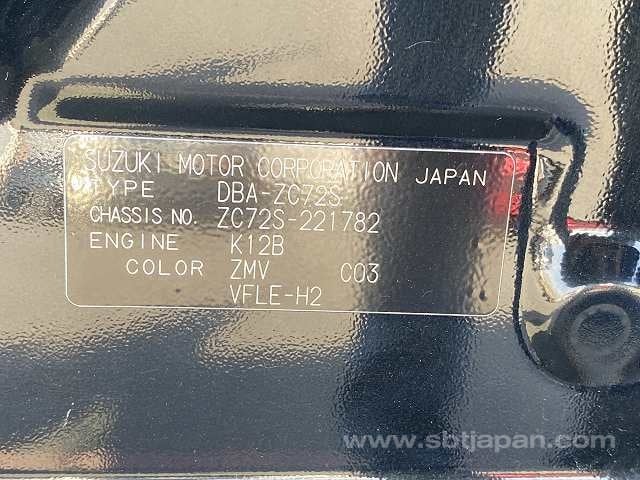 SUZUKI MOTOR CORPORATION JAPAN
TYPE DBA-ZC72S
CHASSIS NO. ZC72S-221782
ENGINE K12B
COLOR ZMV C03
VFLE-H2
www.sbtjapan.com